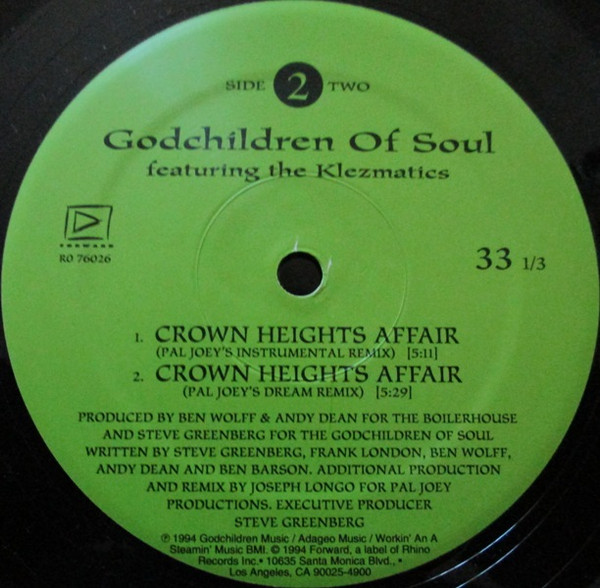 SIDE 2 TWO
Godchildren Of Soul
featuring the Klezmatics
FORWARD
R0 76026
33 1/3
1. CROWN HEIGHTS AFFAIR
(PAL JOEY'S INSTRUMENTAL REMIX) [5:11]
2. CROWN HEIGHTS AFFAIR
(PAL JOEY'S DREAM REMIX) [5:29]
PRODUCED BY BEN WOLFF & ANDY DEAN FOR THE BOILERHOUSE
AND STEVE GREENBERG FOR THE GODCHILDREN OF SOUL
WRITTEN BY STEVE GREENBERG, FRANK LONDON, BEN WOLFF,
ANDY DEAN AND BEN BARSON. ADDITIONAL PRODUCTION
AND REMIX BY JOSEPH LONGO FOR PAL JOEY
PRODUCTIONS. EXECUTIVE PRODUCER
STEVE GREENBERG
℗ 1994 Godchildren Music / Adageo Music / Workin' An A
Steamin' Music BMI. © 1994 Forward, a label of Rhino
Records Inc.• 10635 Santa Monica Blvd., •
Los Angeles, CA 90025-4900